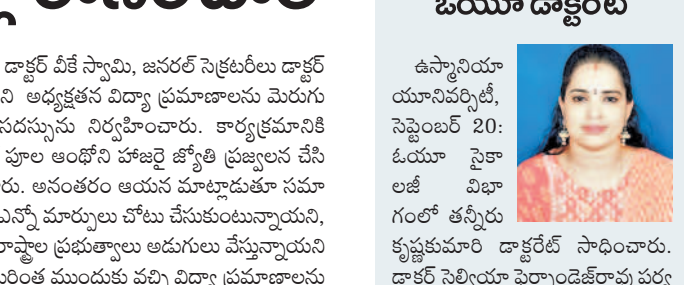 డాక్టర్ వీకే స్వామి, జనరల్ సెక్రటరీలు డాక్టర్
ని అధ్యక్షతన విద్యా ప్రమాణాలను మెరుగు
సదస్సును నిర్వహించారు. కార్యక్రమానికి
పూల ఆంథోని హాజరై జ్యోతి ప్రజ్వలన చేసి
రు. అనంతరం ఆయన మాట్లాడుతూ సమా
ఎన్నో మార్పులు చోటు చేసుకుంటున్నాయని,
రాష్ట్రాల ప్రభుత్వాలు అడుగులు వేస్తున్నాయని
మరింత ముందుకు వచ్చి విద్యా ప్రమాణాలను
ఓయూ డాక్టరేట్
ఉస్మానియా
యూనివర్సిటీ,
సెప్టెంబర్ 20:
ఓయూ సైకా
లజీ విభా
గంలో తన్నీరు
కృష్ణకుమారి డాక్టరేట్ సాధించారు.
డాక్టర్ సెల్వియా ఫెర్నాండెజ్‌రావు పర్య